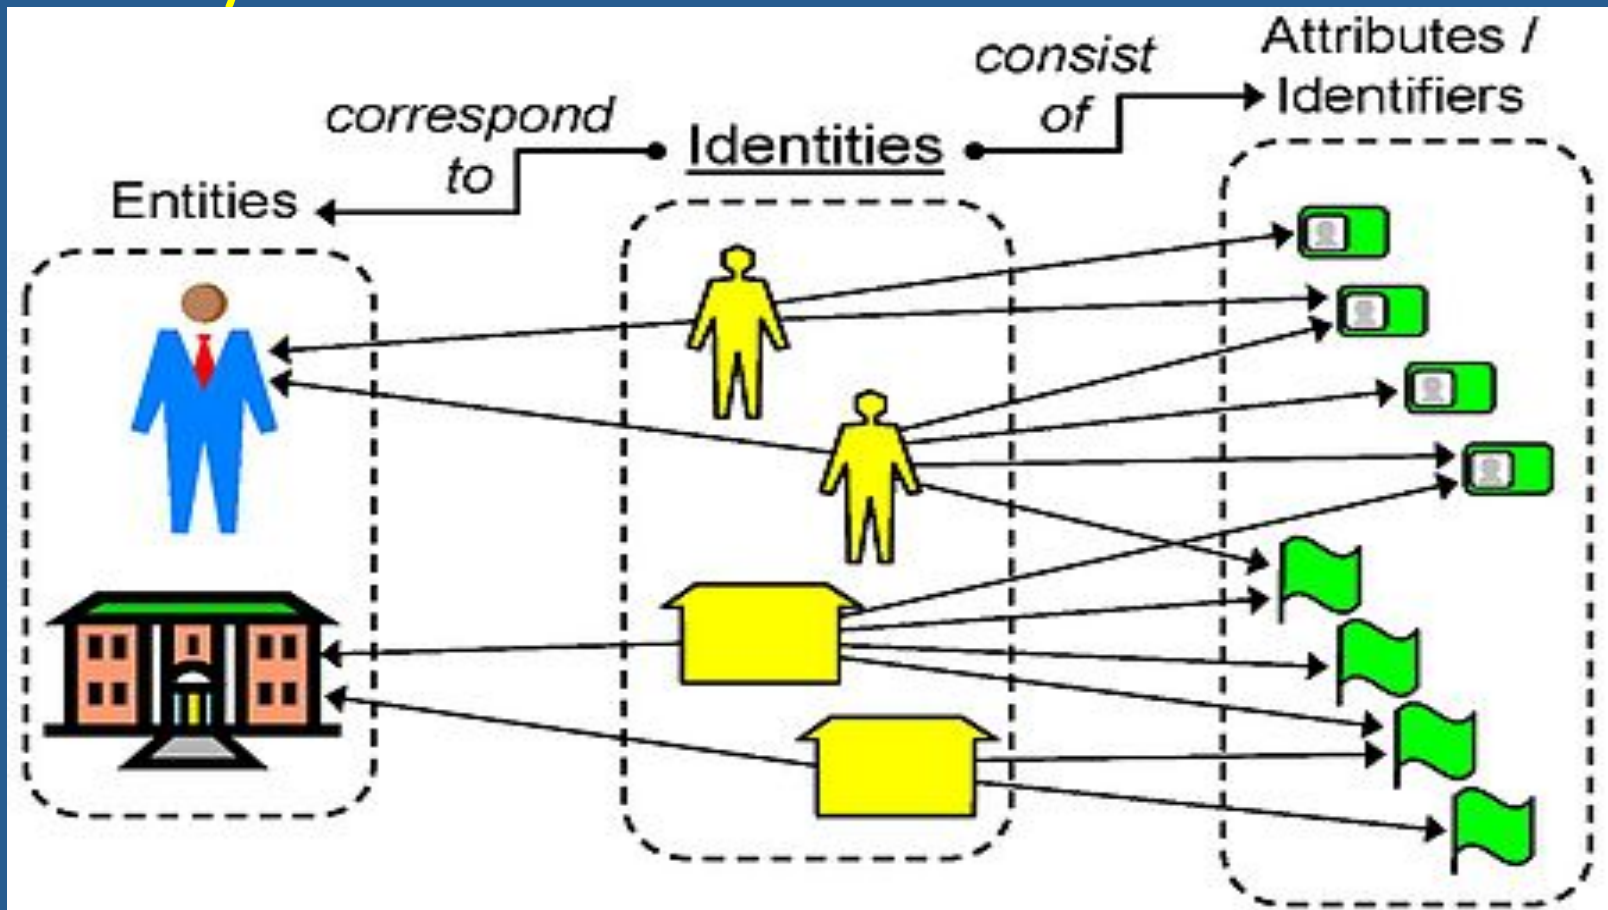 Attributes /
Identifiers
consist
of
correspond
to
Identities
Entities